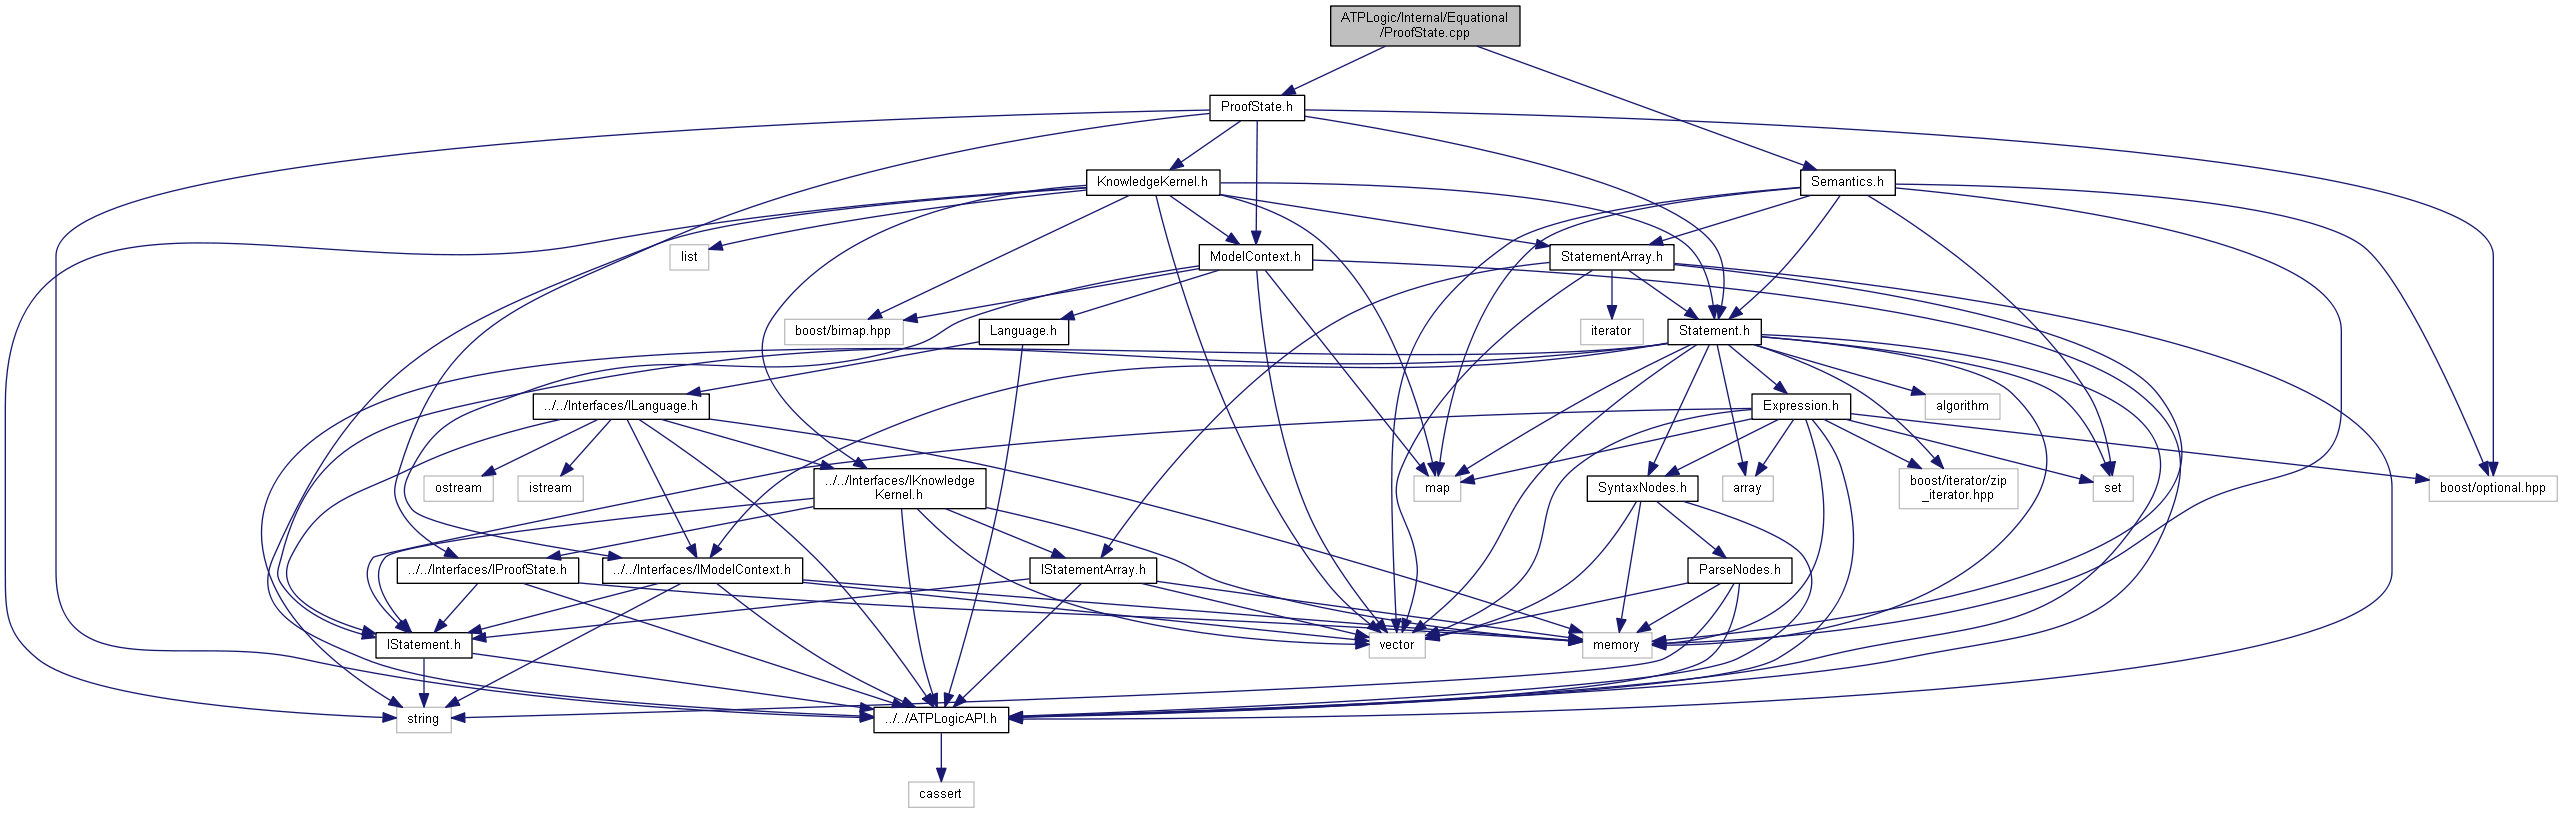 ATPLogic/Internal/Equational
/ProofState.cpp
ProofState.h
KnowledgeKernel.h
Semantics.h
list
ModelContext.h
StatementArray.h
boost/bimap.hpp
Language.h
iterator
Statement.h
../../Interfaces/ILanguage.h
Expression.h
algorithm
ostream
istream
../../Interfaces/IKnowledge
Kernel.h
map
SyntaxNodes.h
array
boost/iterator/zip
_iterator.hpp
set
boost/optional.hpp
../../Interfaces/IProofState.h
../../Interfaces/IModelContext.h
IStatementArray.h
ParseNodes.h
IStatement.h
vector
memory
string
../../ATPLogicAPI.h
cassert